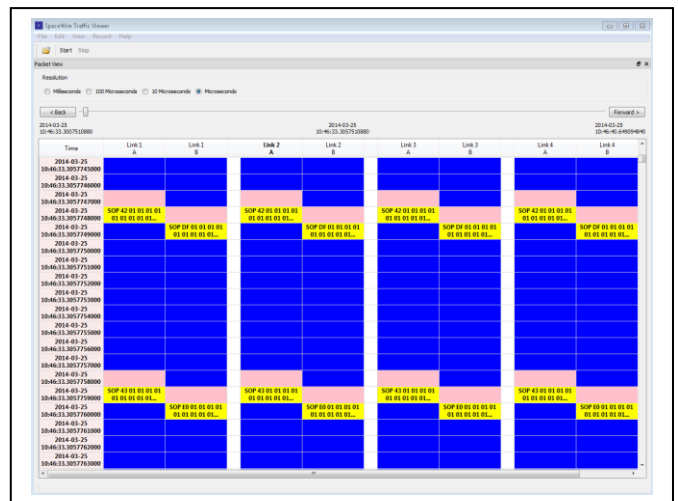 SpaceWire Traffic Viewer
File Edit View Record Help
Start Stop
Packet View
Resolution
Milliseconds 100 Microseconds 10 Microseconds Microseconds
< Back Forward >
2014-03-25 2014-03-25 2014-03-25
10:46:33.3007510880 10:46:33.3057510880 10:46:40.6490940840
Time Link 1 Link 1 Link 2 Link 2 Link 3 Link 3 Link 4 Link 4
A B A B A B A B
2014-03-25
10:46:33.3057745000
2014-03-25
10:46:33.3057746000
2014-03-25
10:46:33.3057747000
2014-03-25 SOP 42 01 01 01 01 SOP 42 01 01 01 01 SOP 42 01 01 01 01 SOP 42 01 01 01 01
10:46:33.3057748000 01 01 01 01 01... 01 01 01 01 01... 01 01 01 01 01... 01 01 01 01 01...
2014-03-25 SOP DF 01 01 01 01 SOP DF 01 01 01 01 SOP DF 01 01 01 01 SOP DF 01 01 01 01
10:46:33.3057749000 01 01 01 01 01... 01 01 01 01 01... 01 01 01 01 01... 01 01 01 01 01...
2014-03-25
10:46:33.3057750000
2014-03-25
10:46:33.3057751000
2014-03-25
10:46:33.3057752000
2014-03-25
10:46:33.3057753000
2014-03-25
10:46:33.3057754000
2014-03-25
10:46:33.3057755000
2014-03-25
10:46:33.3057756000
2014-03-25
10:46:33.3057757000
2014-03-25
10:46:33.3057758000
2014-03-25 SOP 43 01 01 01 01 SOP 43 01 01 01 01 SOP 43 01 01 01 01 SOP 43 01 01 01 01
10:46:33.3057759000 01 01 01 01 01... 01 01 01 01 01... 01 01 01 01 01... 01 01 01 01 01...
2014-03-25 SOP E0 01 01 01 01 SOP E0 01 01 01 01 SOP E0 01 01 01 01 SOP E0 01 01 01 01
10:46:33.3057760000 01 01 01 01 01... 01 01 01 01 01... 01 01 01 01 01... 01 01 01 01 01...
2014-03-25
10:46:33.3057761000
2014-03-25
10:46:33.3057762000
2014-03-25
10:46:33.3057763000